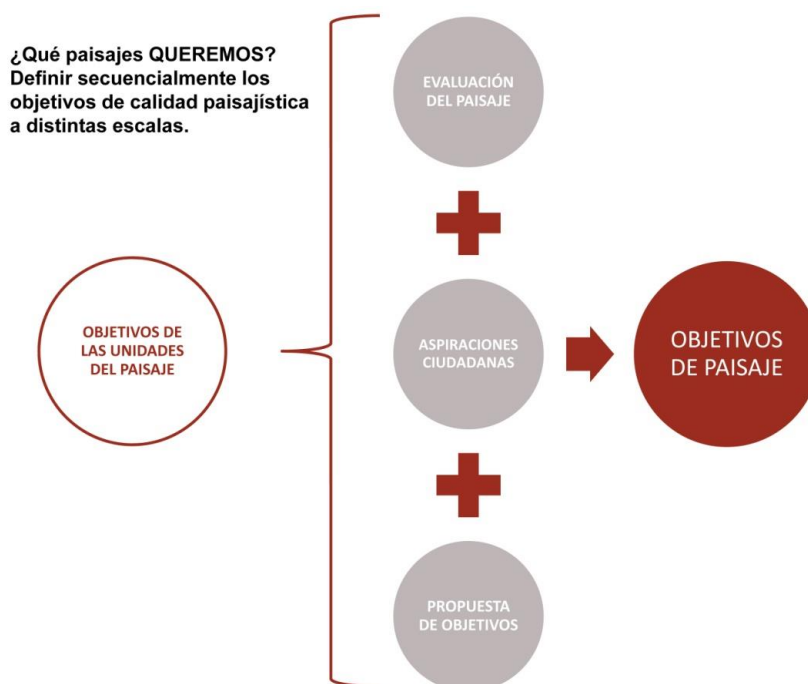 ¿Qué paisajes QUEREMOS?
Definir secuencialmente los
objetivos de calidad paisajística
a distintas escalas.
OBJETIVOS DE
LAS UNIDADES
DEL PAISAJE
EVALUACIÓN
DEL PAISAJE
ASPIRACIONES
CIUDADANAS
PROPUESTA
DE OBJETIVOS
OBJETIVOS
DE PAISAJE